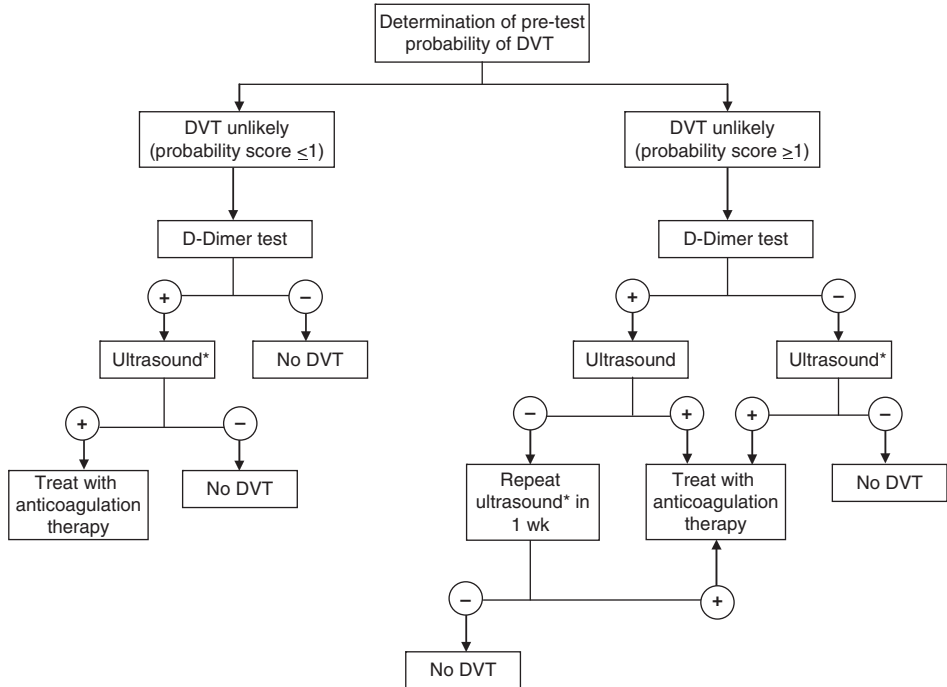 Determination of pre-test
probability of DVT
DVT unlikely
(probability score ≤1)
DVT unlikely
(probability score ≥1)
D-Dimer test
D-Dimer test
+
−
+
−
Ultrasound*
No DVT
Ultrasound
Ultrasound*
+
−
−
+
+
−
Treat with
anticoagulation
therapy
No DVT
Repeat
ultrasound* in
1 wk
Treat with
anticoagulation
therapy
No DVT
−
+
No DVT